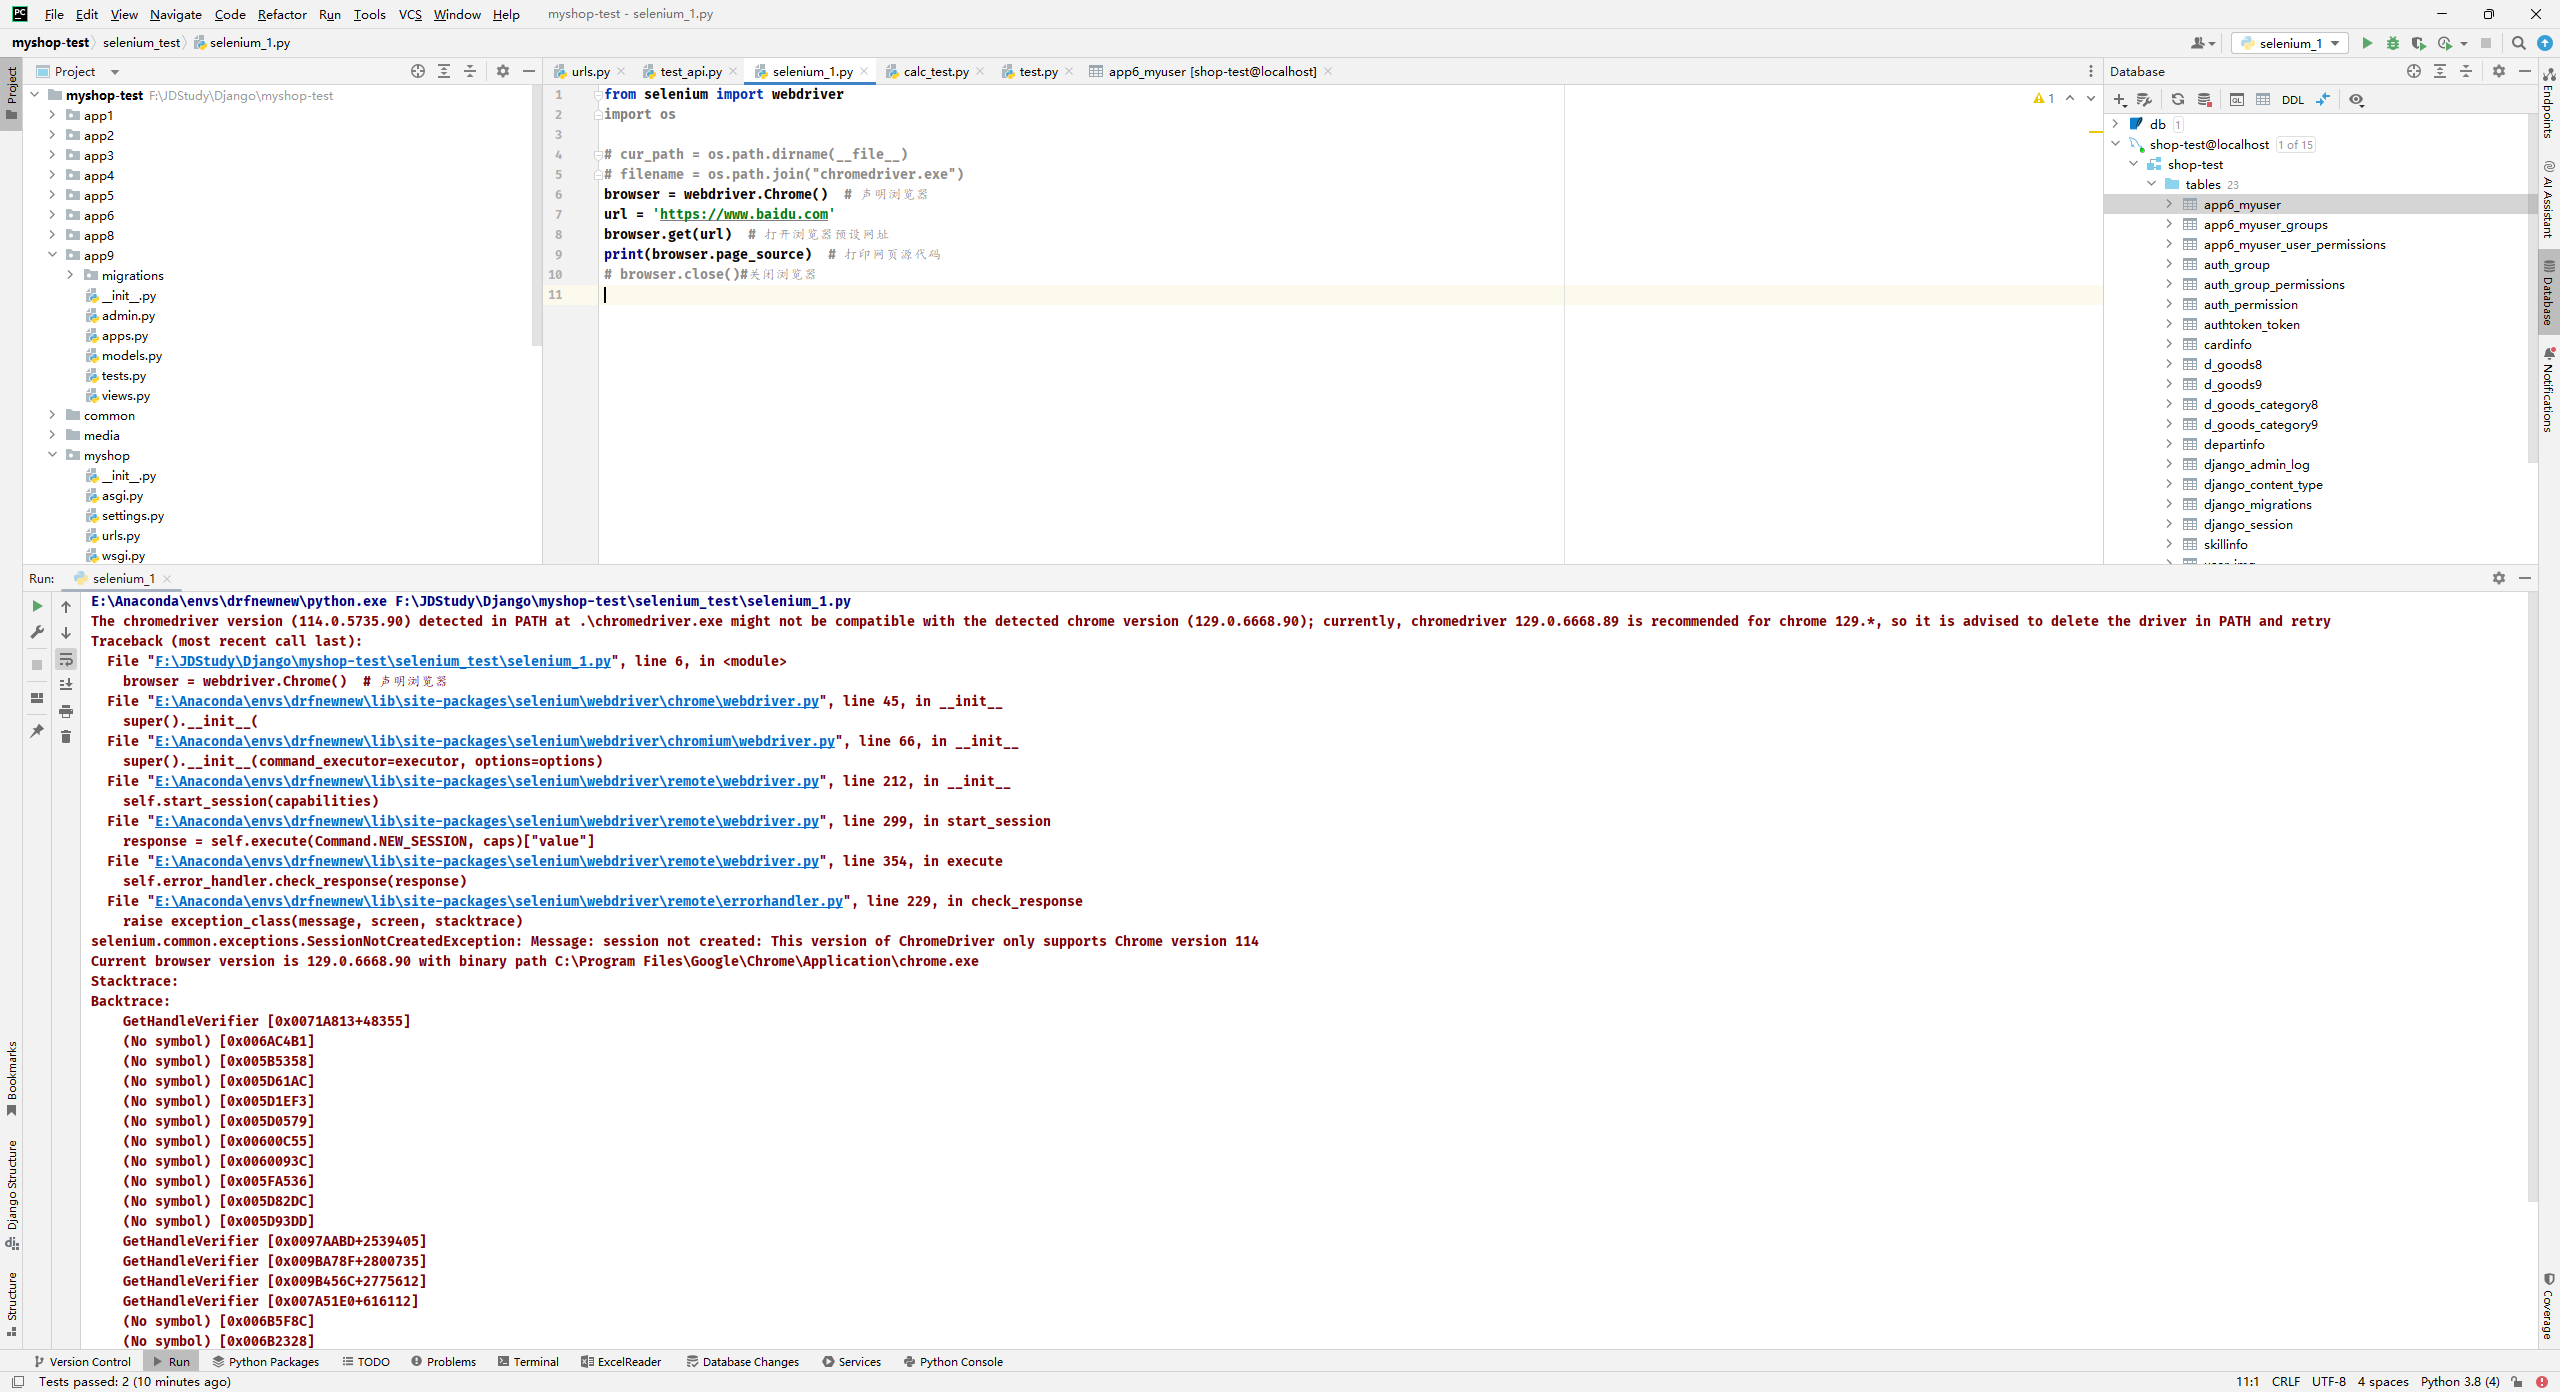 File Edit View Navigate Code Refactor Run Tools VCS Window Help myshop-test - selenium_1.py
myshop-test selenium_test selenium_1.py
selenium_1
Project
urls.py test_api.py selenium_1.py calc_test.py test.py app6_myuser [shop-test@localhost]
Database
Project
myshop-test F:\JDStudy\Django\myshop-test
app1
app2
app3
app4
app5
app6
app8
app9
migrations
__init__.py
admin.py
apps.py
models.py
tests.py
views.py
common
media
myshop
__init__.py
asgi.py
settings.py
urls.py
wsgi.py
1 from selenium import webdriver
2 import os
3
4 # cur_path = os.path.dirname(__file__)
5 # filename = os.path.join("chromedriver.exe")
6 browser = webdriver.Chrome()  # 声明浏览器
7 url = 'https://www.baidu.com'
8 browser.get(url)  # 打开浏览器预设网址
9 print(browser.page_source)  # 打印网页源代码
10 # browser.close()#关闭浏览器
11
1
DDL
db 1
shop-test@localhost 1 of 15
shop-test
tables 23
app6_myuser
app6_myuser_groups
app6_myuser_user_permissions
auth_group
auth_group_permissions
auth_permission
authtoken_token
cardinfo
d_goods8
d_goods9
d_goods_category8
d_goods_category9
departinfo
django_admin_log
django_content_type
django_migrations
django_session
skillinfo
Endpoints
AI Assistant
Database
Notifications
Coverage
Run: selenium_1
E:\Anaconda\envs\drfnewnew\python.exe F:\JDStudy\Django\myshop-test\selenium_test\selenium_1.py
The chromedriver version (114.0.5735.90) detected in PATH at .\chromedriver.exe might not be compatible with the detected chrome version (129.0.6668.90); currently, chromedriver 129.0.6668.89 is recommended for chrome 129.*, so it is advised to delete the driver in PATH and retry
Traceback (most recent call last):
File "F:\JDStudy\Django\myshop-test\selenium_test\selenium_1.py", line 6, in <module>
browser = webdriver.Chrome()  # 声明浏览器
File "E:\Anaconda\envs\drfnewnew\lib\site-packages\selenium\webdriver\chrome\webdriver.py", line 45, in __init__
super().__init__(
File "E:\Anaconda\envs\drfnewnew\lib\site-packages\selenium\webdriver\chromium\webdriver.py", line 66, in __init__
super().__init__(command_executor=executor, options=options)
File "E:\Anaconda\envs\drfnewnew\lib\site-packages\selenium\webdriver\remote\webdriver.py", line 212, in __init__
self.start_session(capabilities)
File "E:\Anaconda\envs\drfnewnew\lib\site-packages\selenium\webdriver\remote\webdriver.py", line 299, in start_session
response = self.execute(Command.NEW_SESSION, caps)["value"]
File "E:\Anaconda\envs\drfnewnew\lib\site-packages\selenium\webdriver\remote\webdriver.py", line 354, in execute
self.error_handler.check_response(response)
File "E:\Anaconda\envs\drfnewnew\lib\site-packages\selenium\webdriver\remote\errorhandler.py", line 229, in check_response
raise exception_class(message, screen, stacktrace)
selenium.common.exceptions.SessionNotCreatedException: Message: session not created: This version of ChromeDriver only supports Chrome version 114
Current browser version is 129.0.6668.90 with binary path C:\Program Files\Google\Chrome\Application\chrome.exe
Stacktrace:
Backtrace:
GetHandleVerifier [0x0071A813+48355]
(No symbol) [0x006AC4B1]
(No symbol) [0x005B5358]
(No symbol) [0x005D61AC]
(No symbol) [0x005D1EF3]
(No symbol) [0x005D0579]
(No symbol) [0x00600C55]
(No symbol) [0x0060093C]
(No symbol) [0x005FA536]
(No symbol) [0x005D82DC]
(No symbol) [0x005D93DD]
GetHandleVerifier [0x0097AABD+2539405]
GetHandleVerifier [0x009BA78F+2800735]
GetHandleVerifier [0x009B456C+2775612]
GetHandleVerifier [0x007A51E0+616112]
(No symbol) [0x006B5F8C]
(No symbol) [0x006B2328]
Bookmarks
Django Structure
Structure
Version Control Run Python Packages TODO Problems Terminal ExcelReader Database Changes Services Python Console
Tests passed: 2 (10 minutes ago)
11:1 CRLF UTF-8 4 spaces Python 3.8 (4)